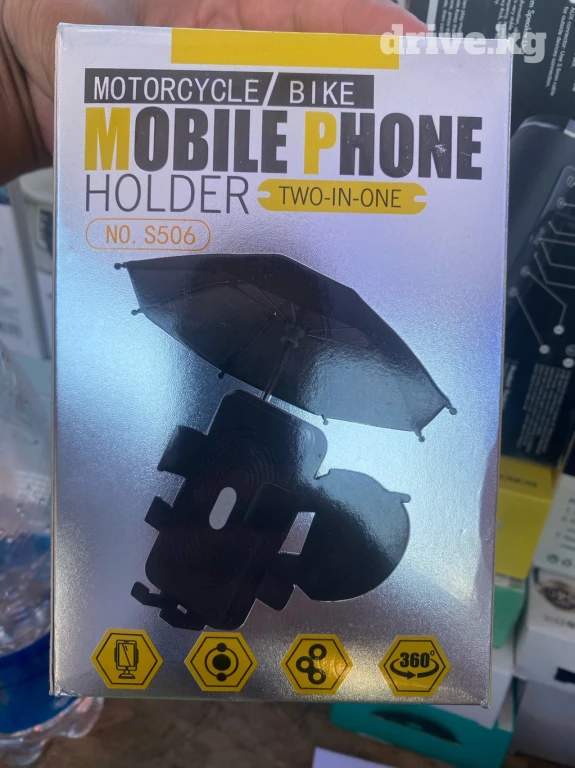 drive.kg
MOTORCYCLE/BIKE
MOBILE PHONE
HOLDER TWO-IN-ONE
NO. S506
360°